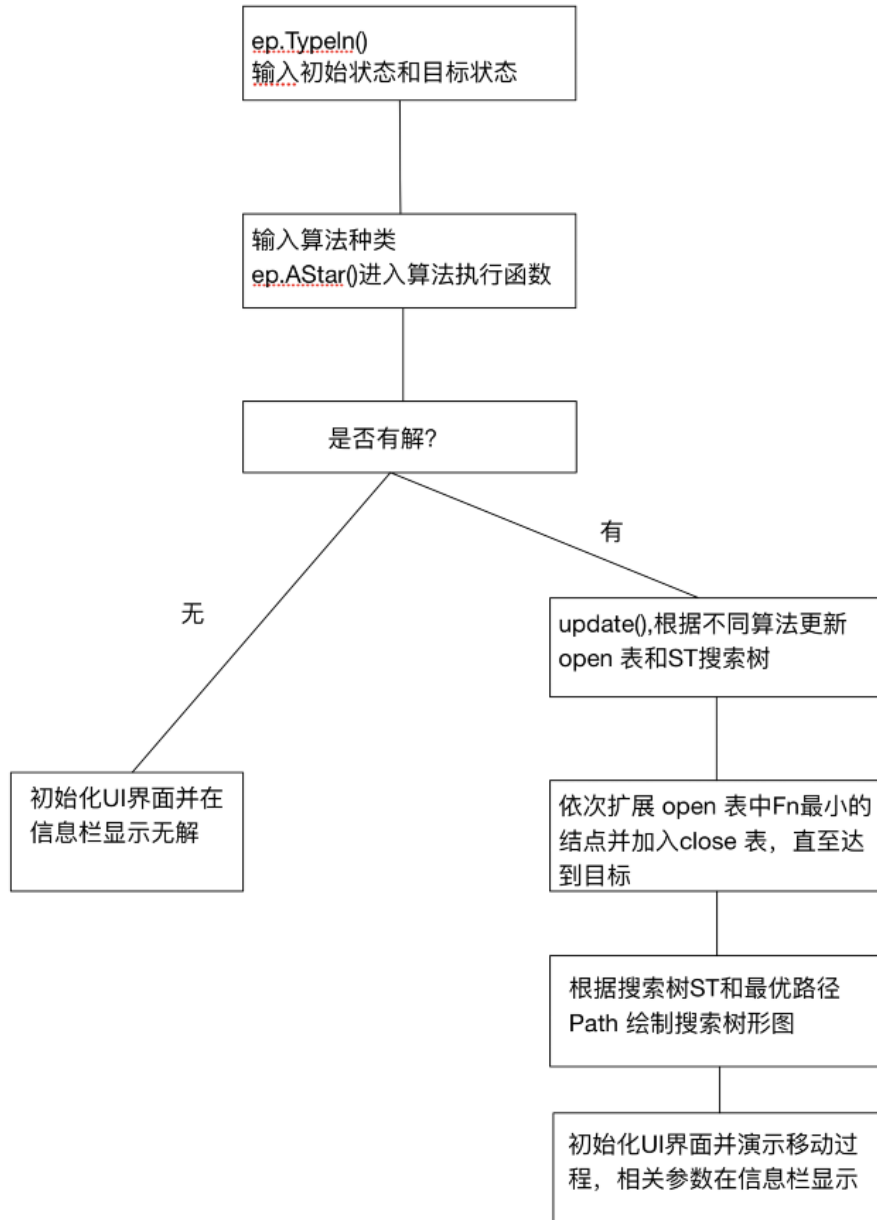 ep.TypeIn()
输入初始状态和目标状态
输入算法种类
ep.AStar()进入算法执行函数
是否有解?
有
无
update(),根据不同算法更新
open 表和ST搜索树
初始化UI界面并在
信息栏显示无解
依次扩展 open 表中Fn最小的
结点并加入close 表，直至达
到目标
根据搜索树ST和最优路径
Path 绘制搜索树形图
初始化UI界面并演示移动过
程，相关参数在信息栏显示